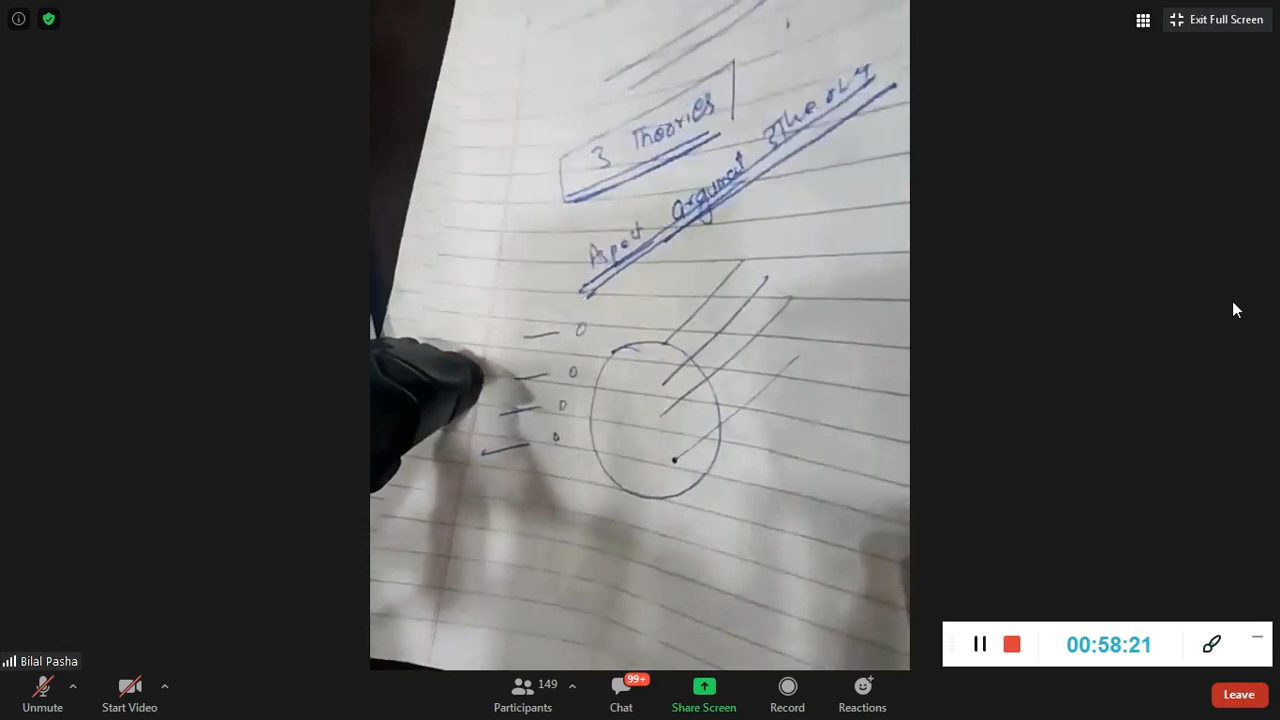 Exit Full Screen
3 Theories
Aspect argument Theory
00:58:21
Bilal Pasha
Unmute
Start Video
149
Participants
99+
Chat
Share Screen
Record
Reactions
Leave